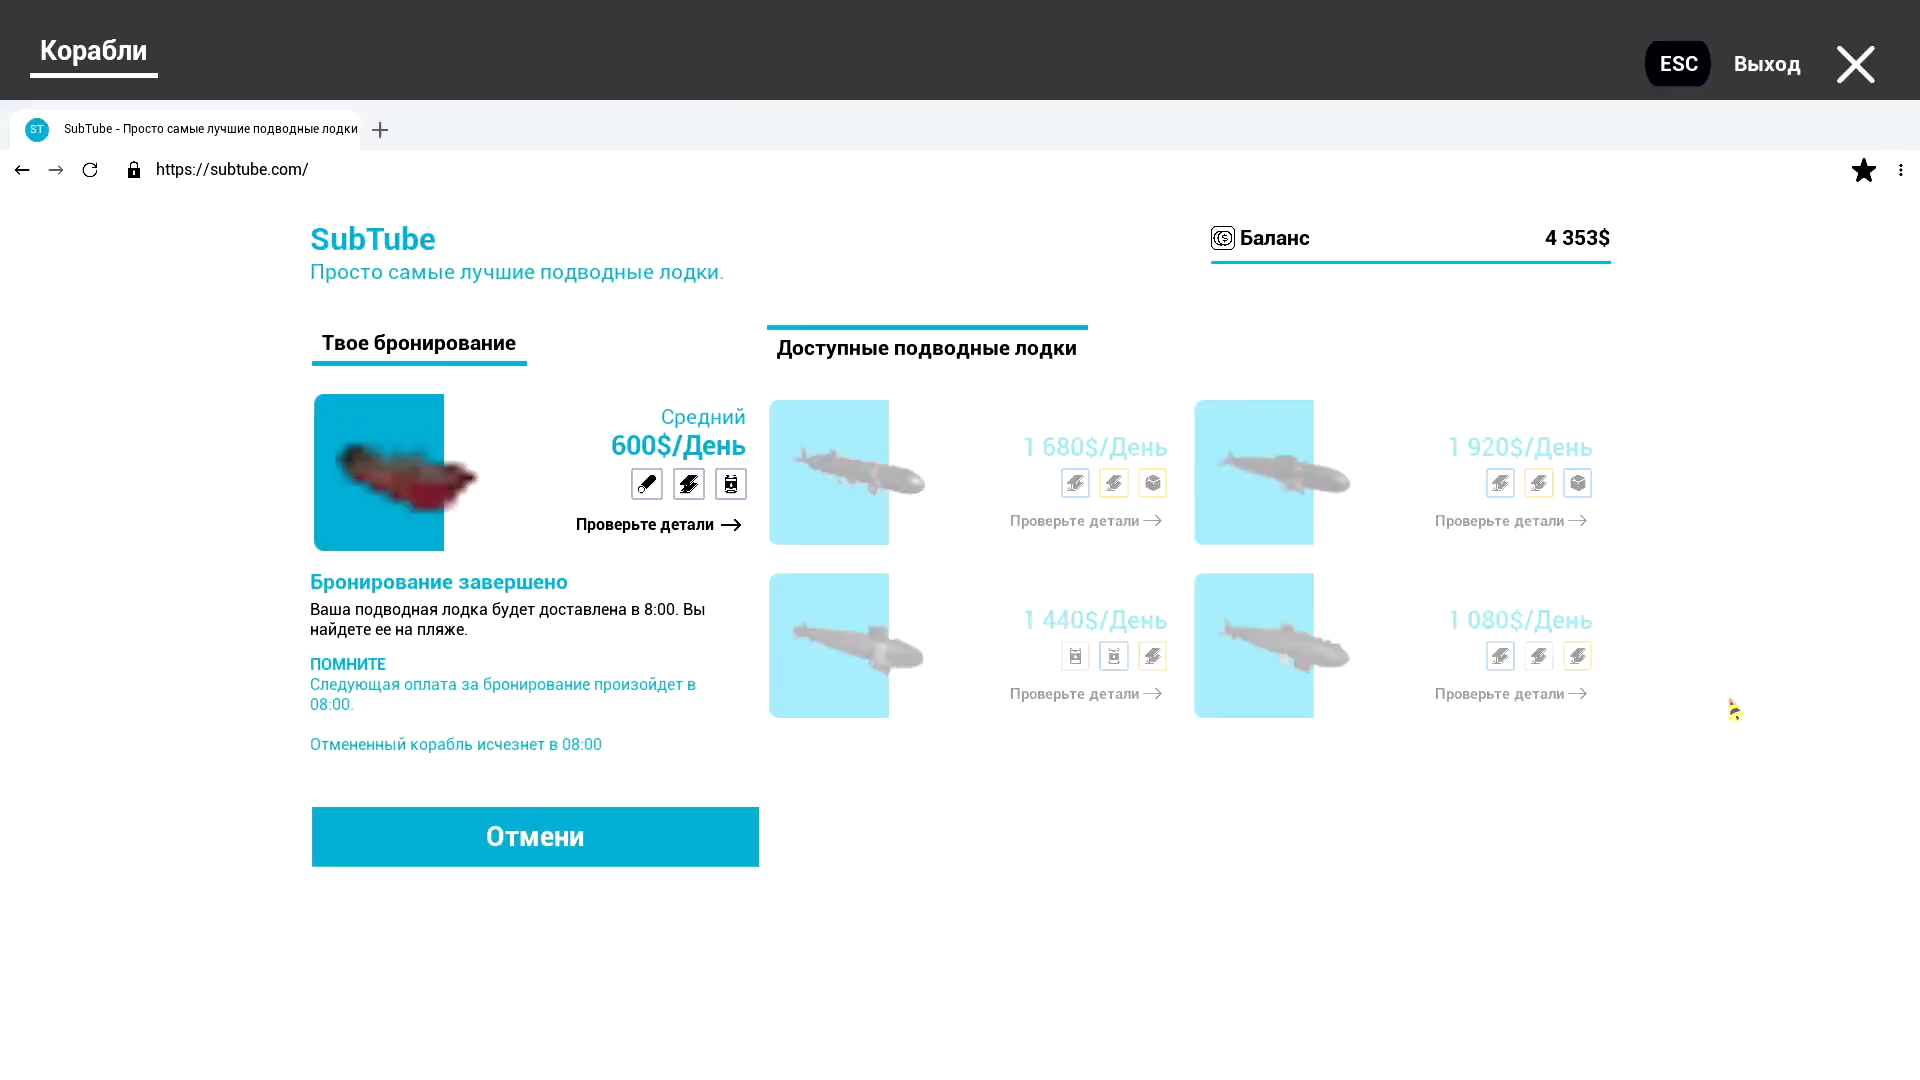 Корабли
ESC Выход
ST SubTube - Просто самые лучшие подводные лодки
https://subtube.com/
SubTube
Просто самые лучшие подводные лодки.
Баланс 4 353$
Твое бронирование
Доступные подводные лодки
Средний
600$/День
Проверьте детали
1 680$/День
Проверьте детали
1 920$/День
Проверьте детали
Бронирование завершено
Ваша подводная лодка будет доставлена в 8:00. Вы
найдете ее на пляже.
ПОМНИТЕ
Следующая оплата за бронирование произойдет в
08:00.
Отмененный корабль исчезнет в 08:00
1 440$/День
Проверьте детали
1 080$/День
Проверьте детали
Отмени